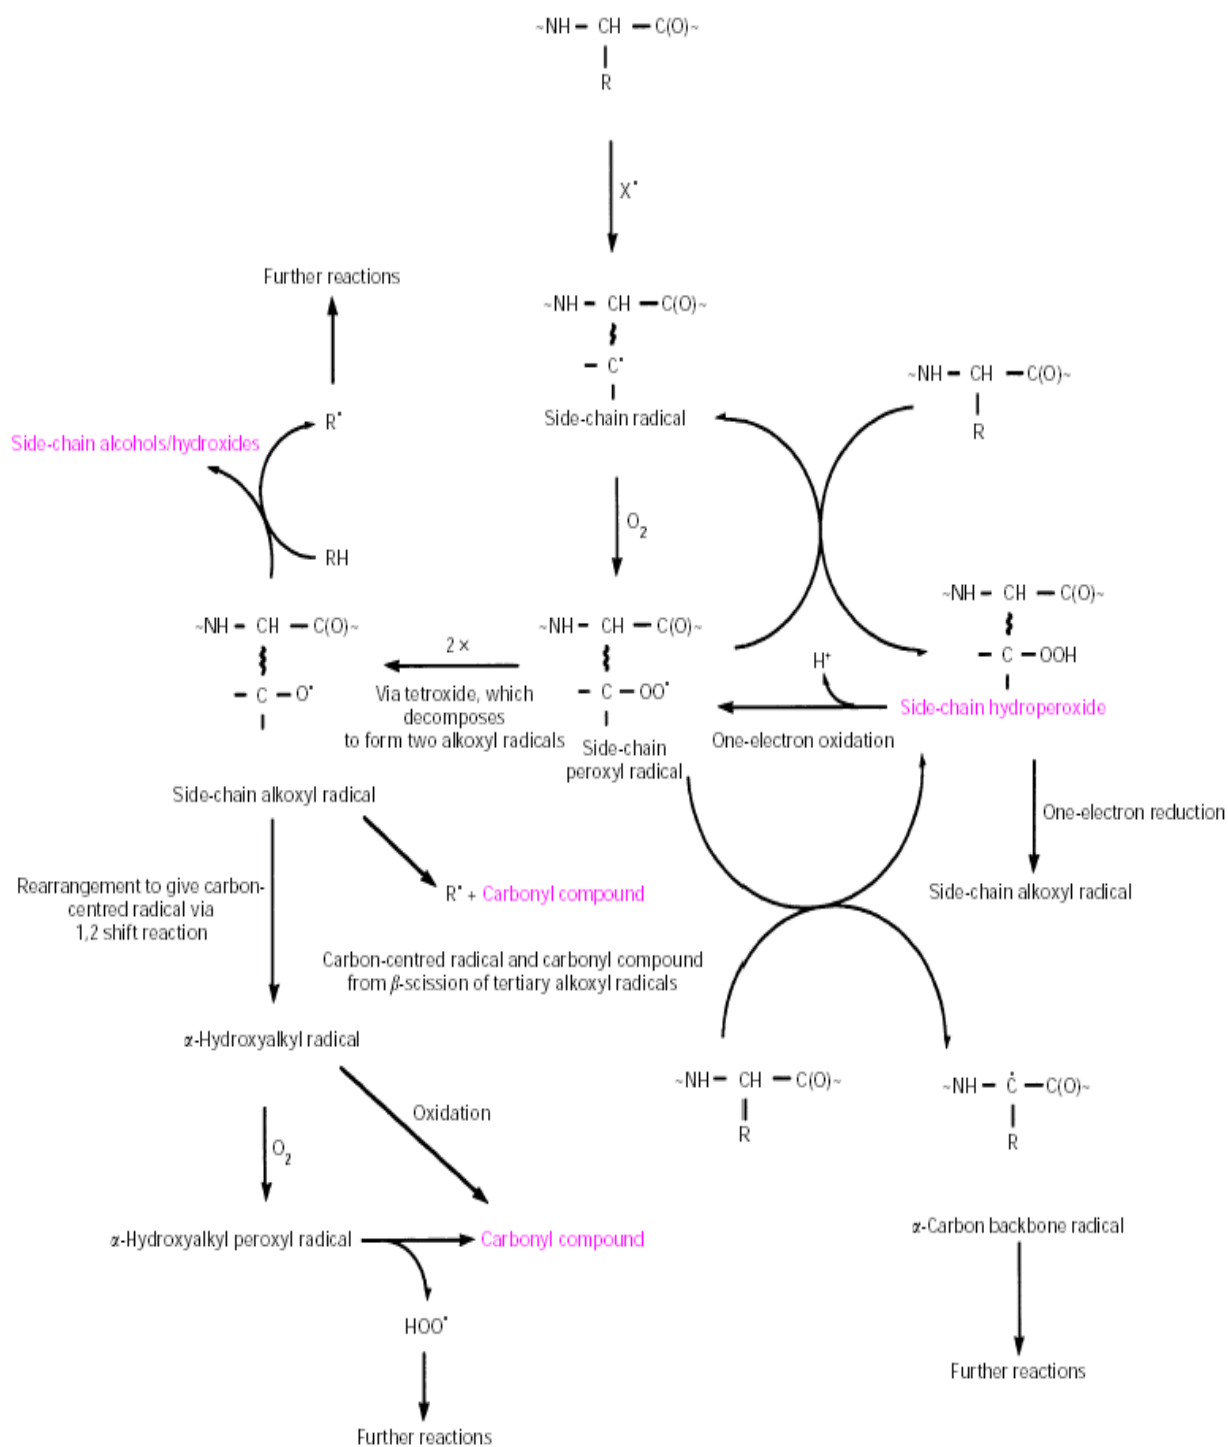 ~NH – CH – C(O)~
R
X•
Further reactions
~NH – CH – C(O)~
– C•
Side-chain radical
~NH – CH – C(O)~
R
R•
Side-chain alcohols/hydroxides
O2
RH
~NH – CH – C(O)~
– C – OOH
Side-chain hydroperoxide
~NH – CH – C(O)~
– C – O•
2 ×
Via tetroxide, which
decomposes
to form two alkoxyl radicals
~NH – CH – C(O)~
– C – OO•
Side-chain
peroxyl radical
H+
One-electron oxidation
Side-chain alkoxyl radical
One-electron reduction
Side-chain alkoxyl radical
Rearrangement to give carbon-
centred radical via
1,2 shift reaction
R• + Carbonyl compound
Carbon-centred radical and carbonyl compound
from β-scission of tertiary alkoxyl radicals
α-Hydroxyalkyl radical
~NH – CH – C(O)~
R
~NH – Ċ – C(O)~
R
Oxidation
O2
α-Hydroxyalkyl peroxyl radical
Carbonyl compound
α-Carbon backbone radical
HOO•
Further reactions
Further reactions